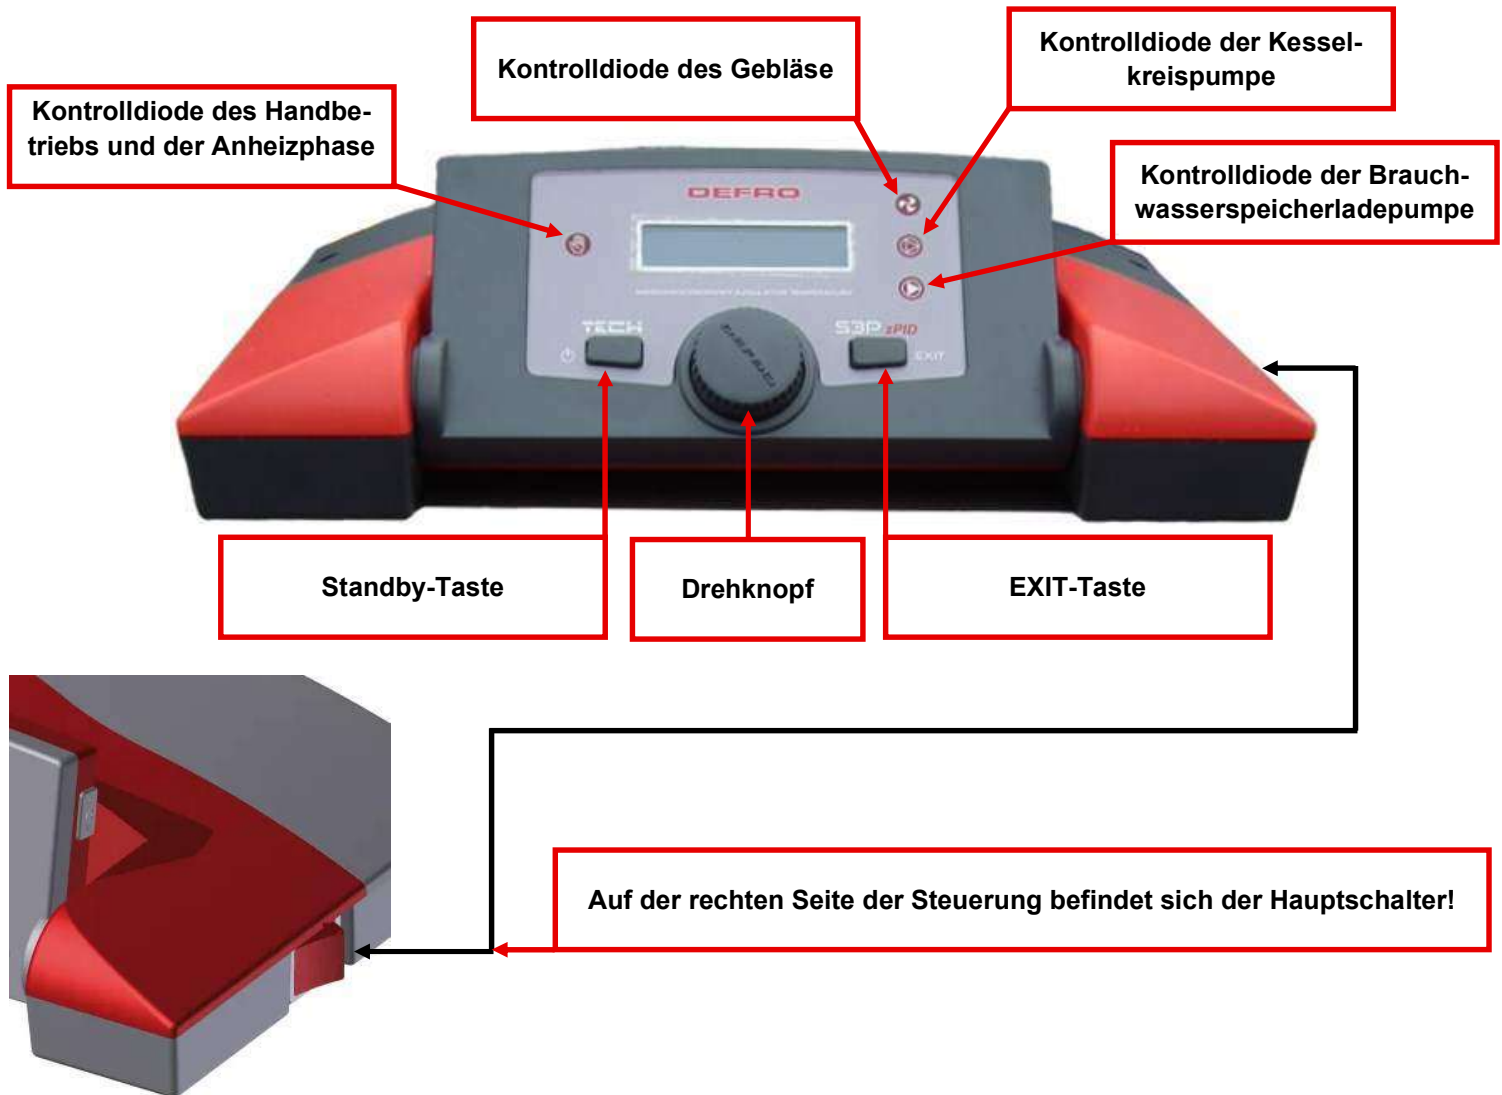 Kontrolldiode des Gebläse
Kontrolldiode der Kessel-
kreispumpe
Kontrolldiode des Handbe-
triebs und der Anheizphase
Kontrolldiode der Brauch-
wasserspeicherladepumpe
DEFRO
TECH
DEFRO
S3P zPID
EXIT
Standby-Taste
Drehknopf
EXIT-Taste
Auf der rechten Seite der Steuerung befindet sich der Hauptschalter!